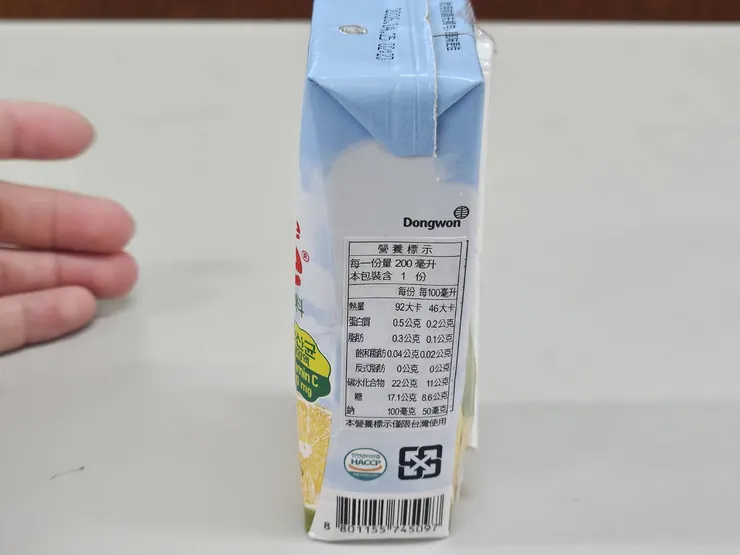 Dongwon
營養標示
每一份量 200 毫升
本包裝含 1 份
每份 每100毫升
熱量 92大卡 46大卡
蛋白質 0.5公克 0.2公克
脂肪 0.3公克 0.1公克
飽和脂肪 0.04公克 0.02公克
反式脂肪 0公克 0公克
碳水化合物 22公克 11公克
糖 17.1公克 8.6公克
鈉 100毫克 50毫克
本營養標示僅限台灣使用
HACCP
8 801155 745097